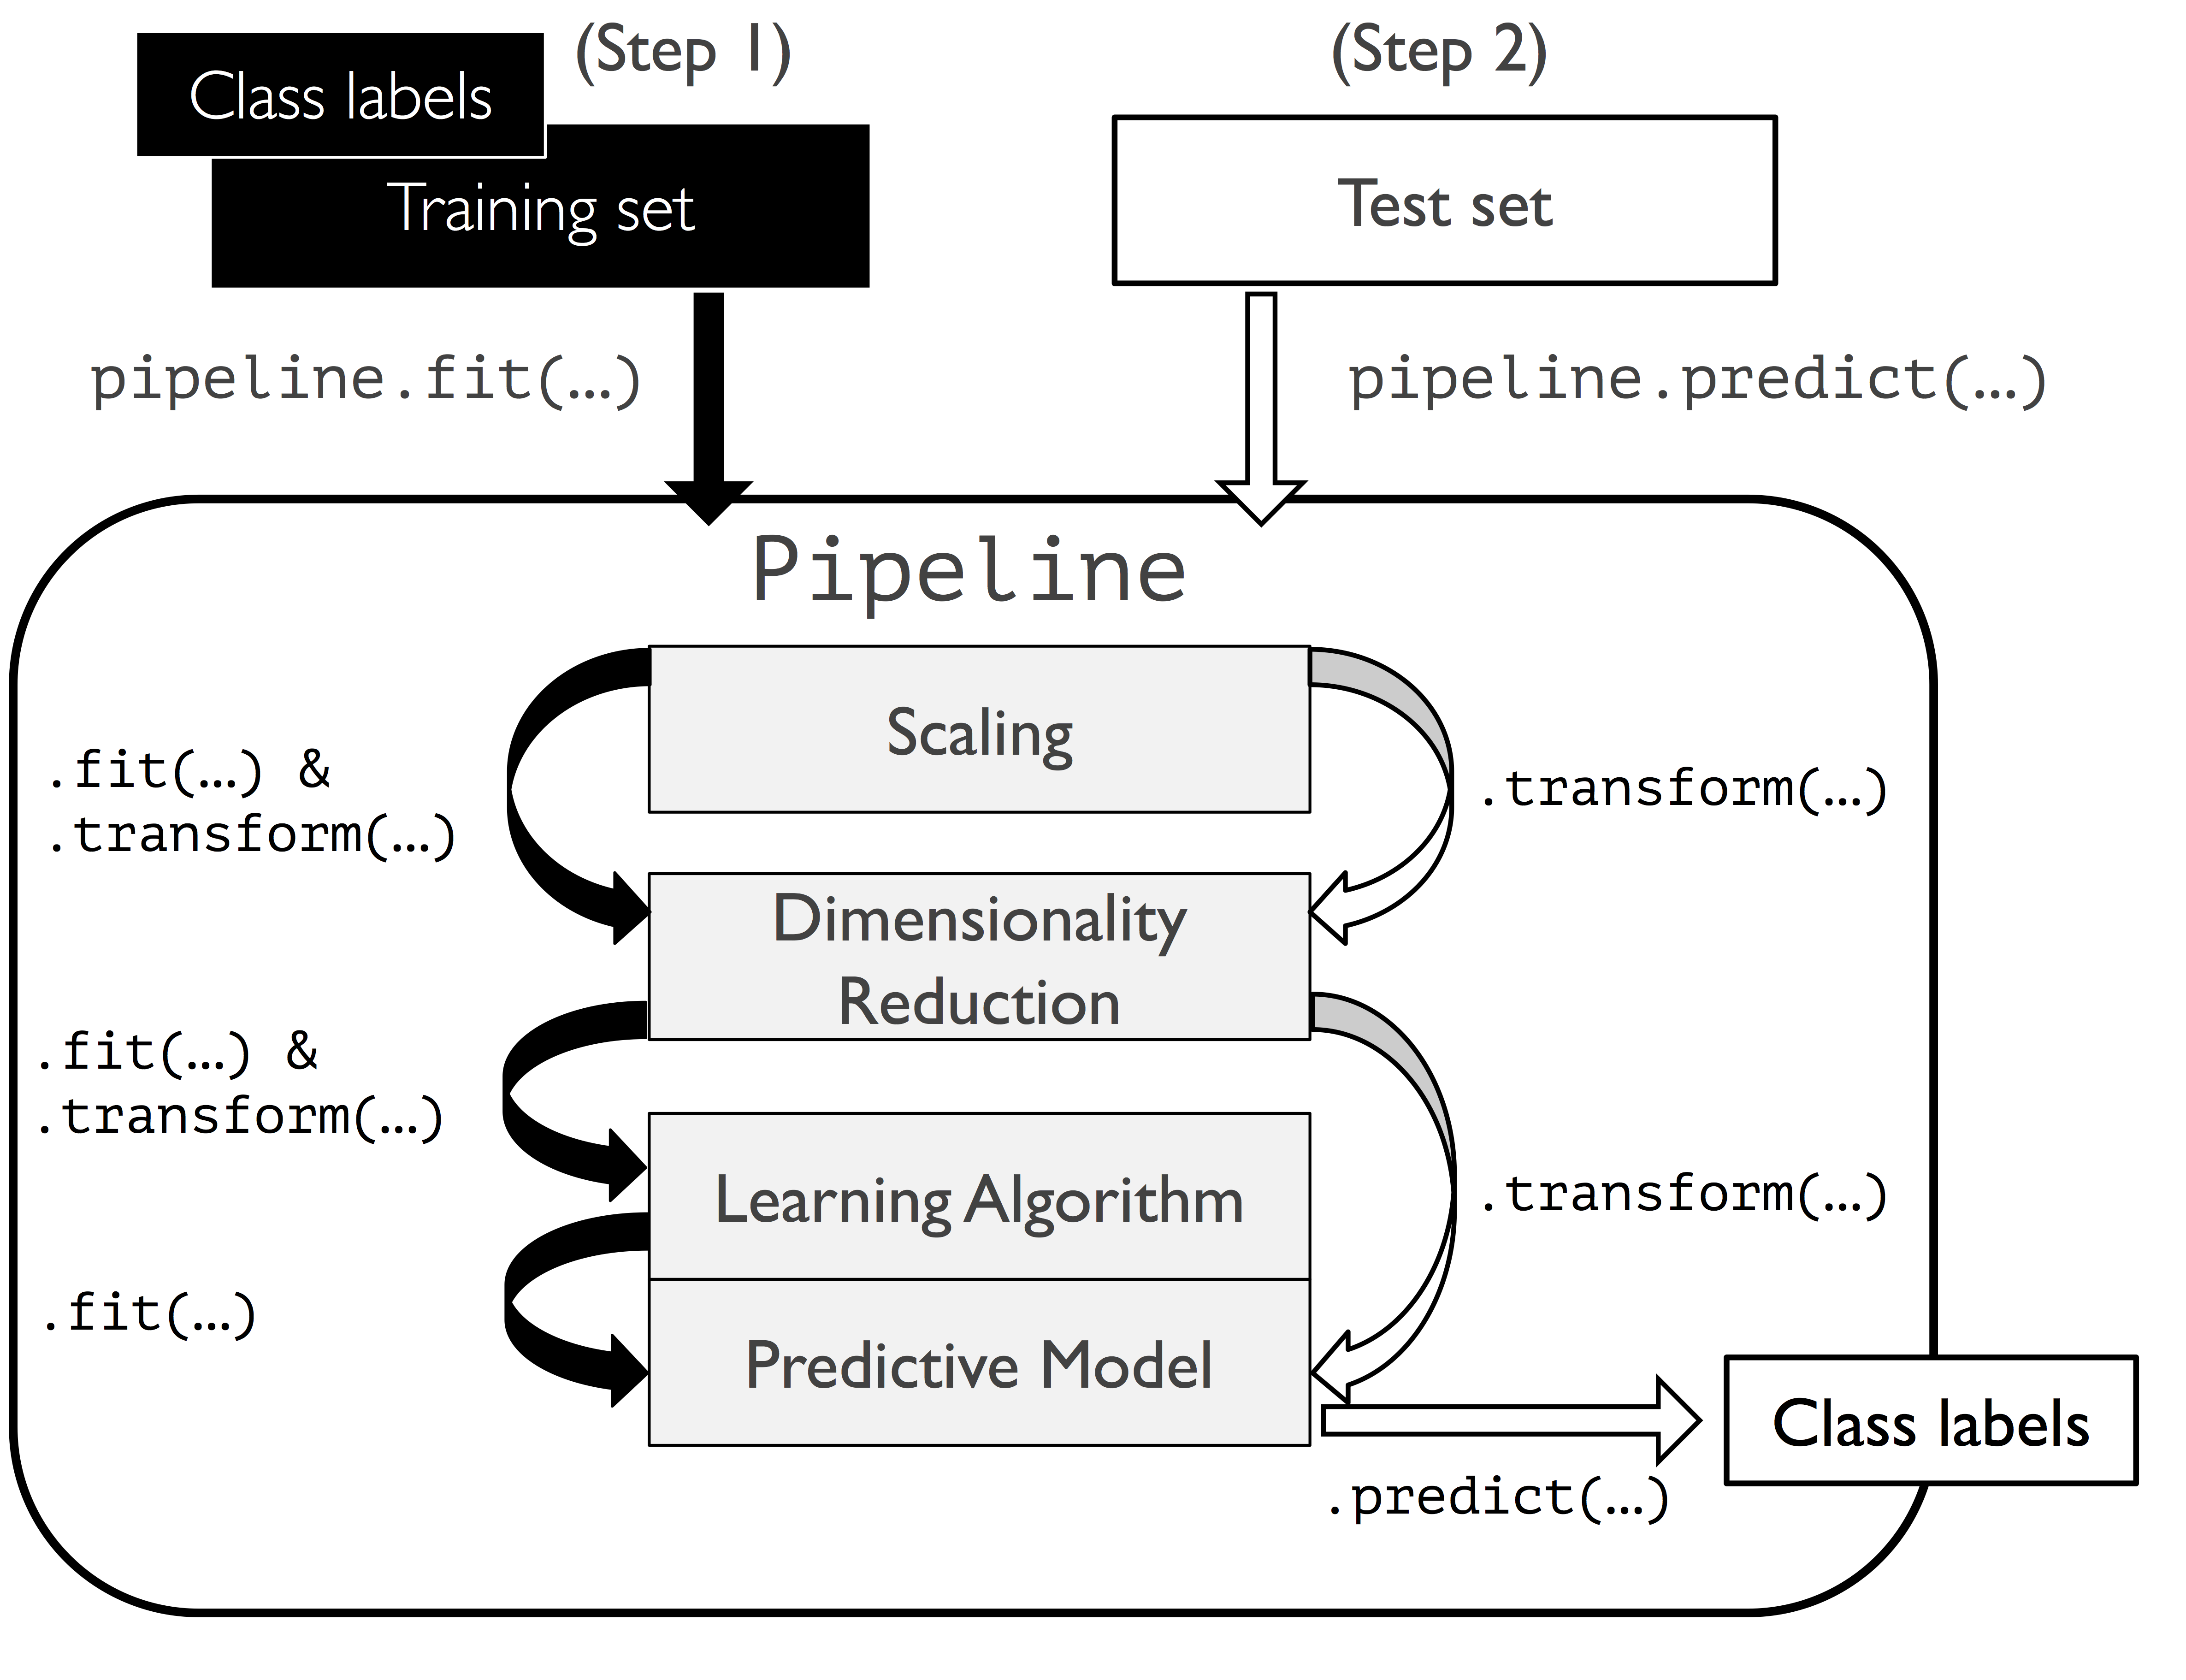 (Step 1)
Class labels
Training set
pipeline.fit(…)
(Step 2)
Test set
pipeline.predict(…)
Pipeline
Scaling
.fit(…) &
.transform(…)
.transform(…)
Dimensionality
Reduction
.fit(…) &
.transform(…)
Learning Algorithm
.transform(…)
.fit(…)
Predictive Model
.predict(…)
Class labels